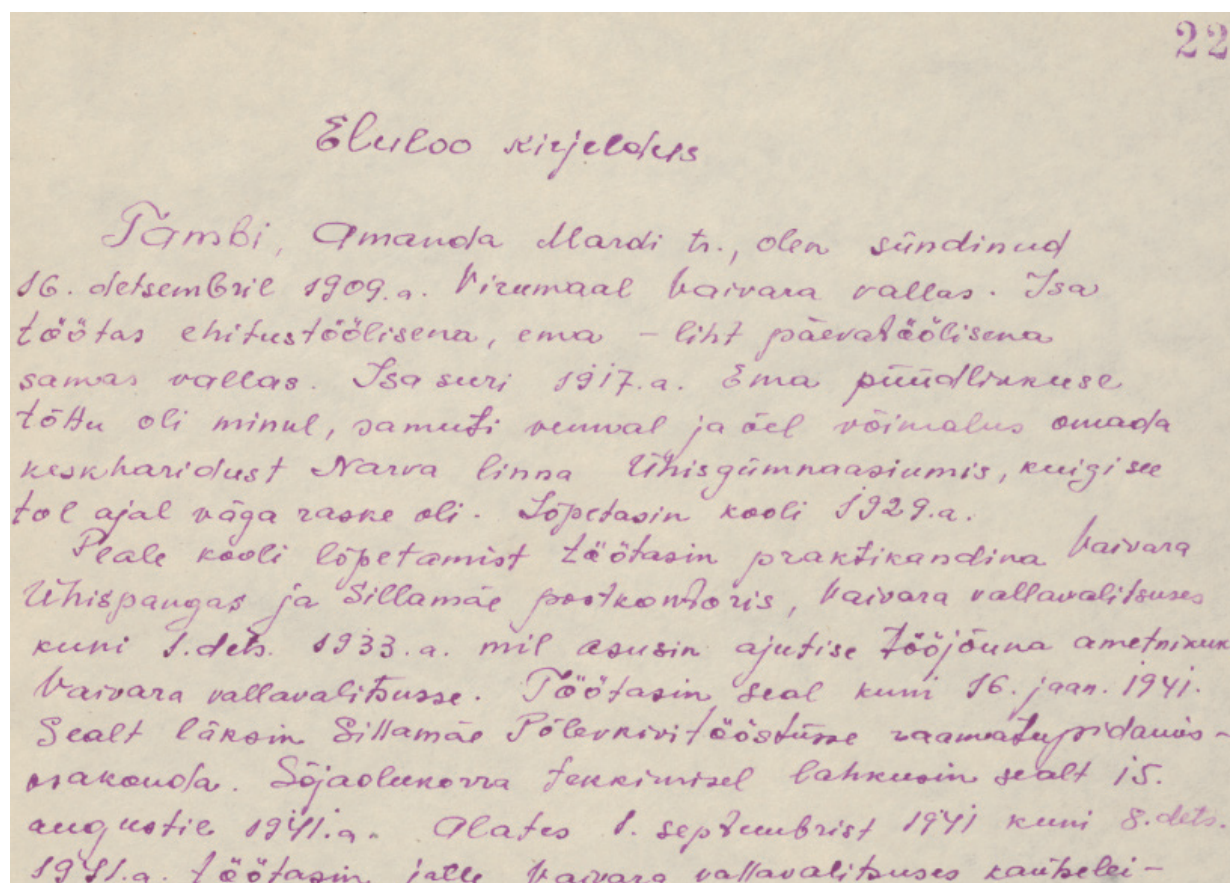 22
Eluloo kirjeldus
Tambi, Amanda Mardi tr., olen sündinud
16. detsembril 1909.a. Virumaal Vaivara vallas. Isa
töötas ehitustöölisena, ema – liht päevatöölisena
samas vallas. Isa suri 1917.a. Ema püüdlikkuse
tõttu oli minul, samuti vennal ja õel võimalus omada
keskharidust Narva linna Ühisgümnaasiumis, kuigi see
tol ajal väga raske oli. Lõpetasin kooli 1929.a.
Peale kooli lõpetamist töötasin praktikandina Vaivara
Ühispangas ja Sillamäe postkontoris, Vaivara vallavalitsuses
kuni 1. dets. 1933.a. mil asusin ajutise tööjõuna ametnikuk
Vaivara vallavalitsusse. Töötasin seal kuni 16. jaan. 1941.
Sealt läksin Sillamäe Põlevkivitööstusse raamatupidamis-
osakonda. Sõjaolukorra tekkimisel lahkusin sealt 15.
augustil 1941.a. Alates 1. septembrist 1941 kuni 8. dets.
1941.a. töötasin jälle Vaivara vallavalitsuses kantselei-